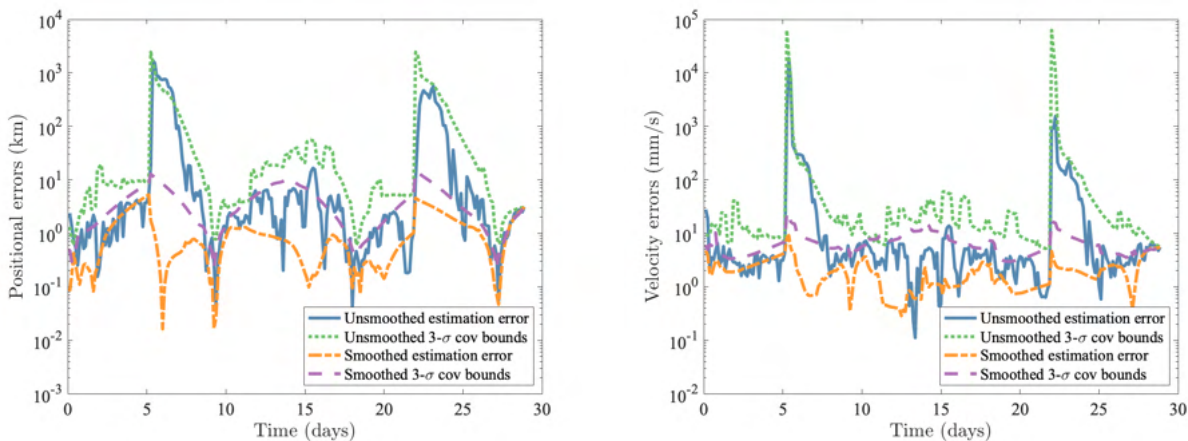 10^4
10^3
10^2
10^1
10^0
10^-1
10^-2
10^-3
Positional errors (km)
0 5 10 15 20 25 30
Time (days)
Unsmoothed estimation error
Unsmoothed 3-σ cov bounds
Smoothed estimation error
Smoothed 3-σ cov bounds
10^5
10^4
10^3
10^2
10^1
10^0
10^-1
10^-2
Velocity errors (mm/s)
0 5 10 15 20 25 30
Time (days)
Unsmoothed estimation error
Unsmoothed 3-σ cov bounds
Smoothed estimation error
Smoothed 3-σ cov bounds